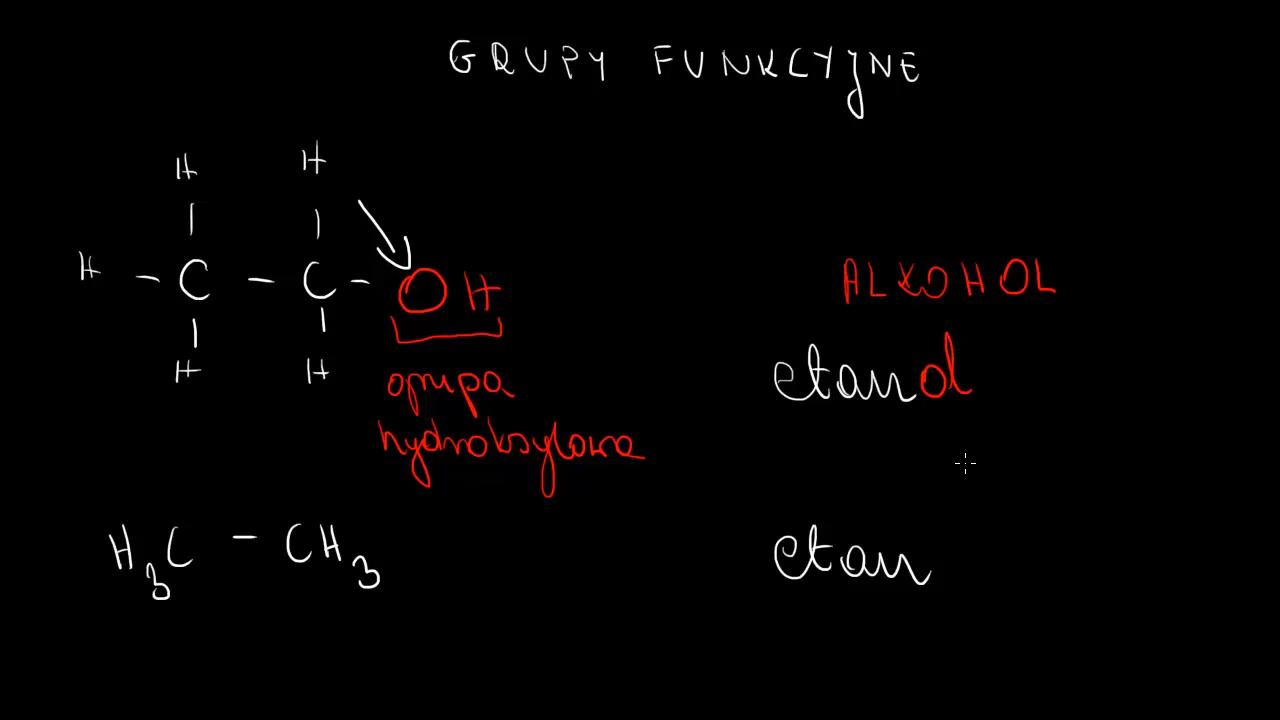 GRUPY FUNKCYJNE
H H
H - C - C - OH
H H
ALKOHOL
etanol
grupa
hydroksylowa
H3C - CH3
etan